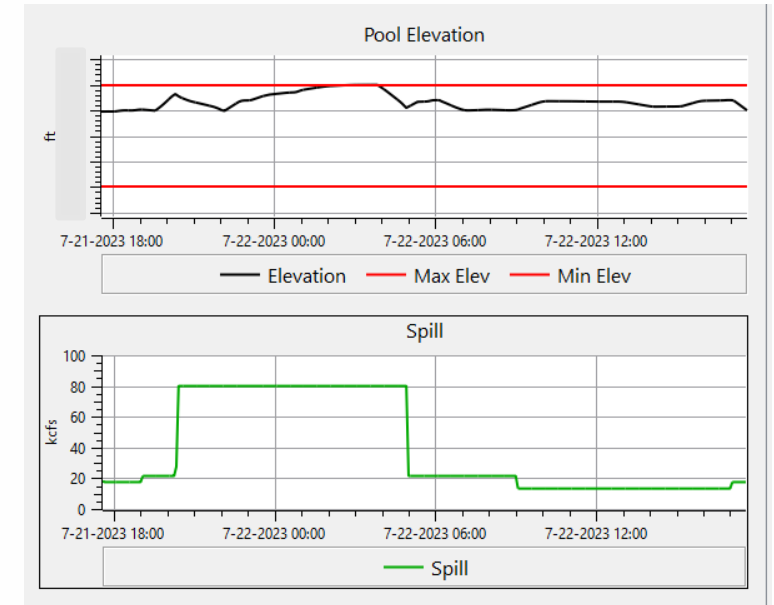 Pool Elevation
ft
7-21-2023 18:00 7-22-2023 00:00 7-22-2023 06:00 7-22-2023 12:00
Elevation Max Elev Min Elev
Spill
100
80
60
40
20
0
kcfs
7-21-2023 18:00 7-22-2023 00:00 7-22-2023 06:00 7-22-2023 12:00
Spill